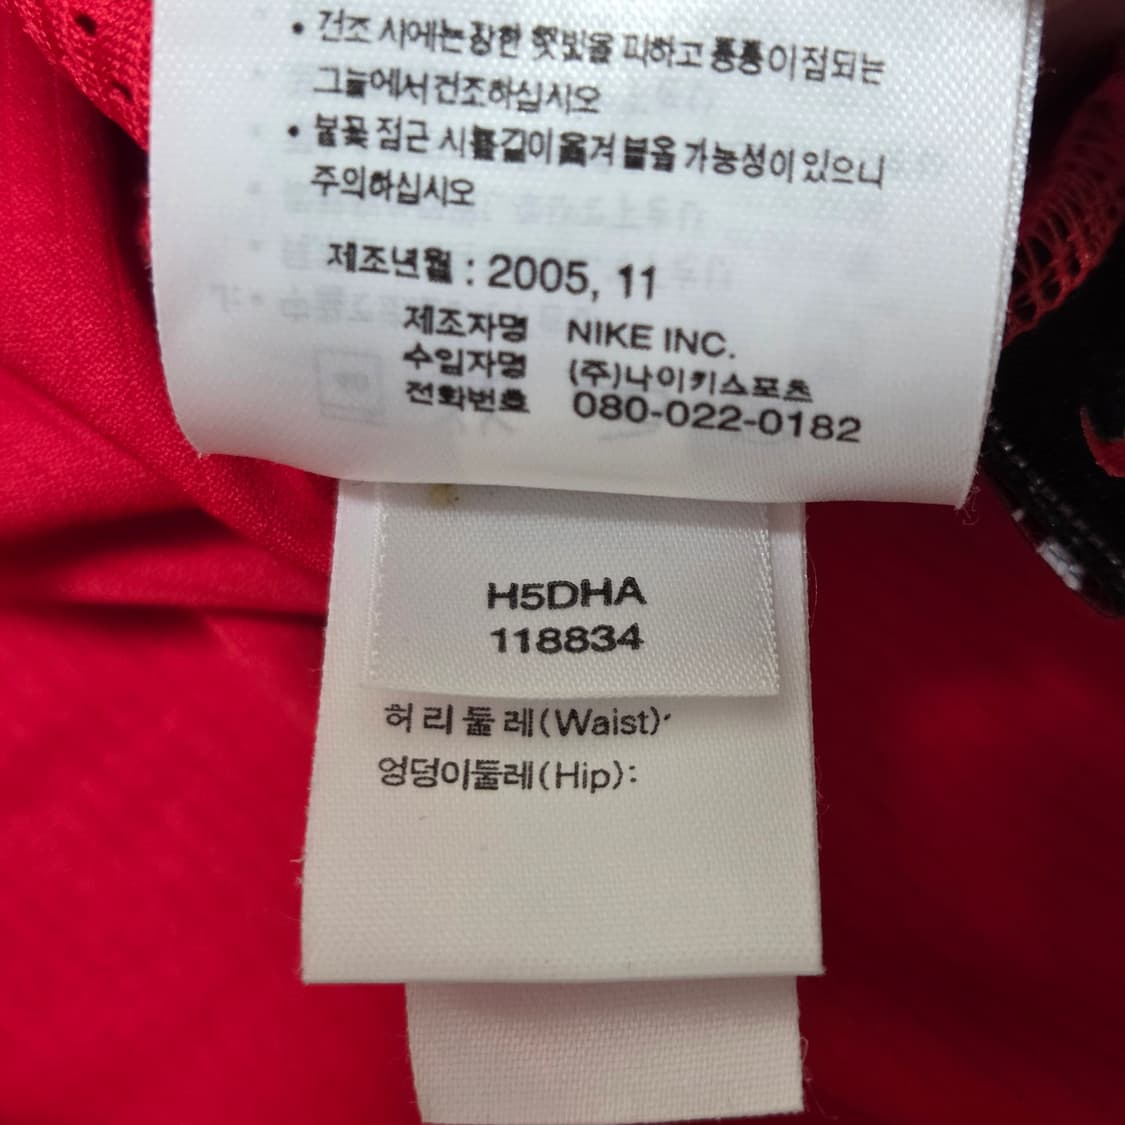 • 건조 시에는 강한 햇빛을 피하고 통풍이 잘되는
그늘에서 건조하십시오
• 불꽃 접근 시 불길이 옮겨 붙을 가능성이 있으니
주의하십시오
제조년월 : 2005, 11
제조자명 NIKE INC.
수입자명 (주)나이키스포츠
전화번호 080-022-0182
H5DHA
118834
허리둘레(Waist)
엉덩이둘레(Hip):